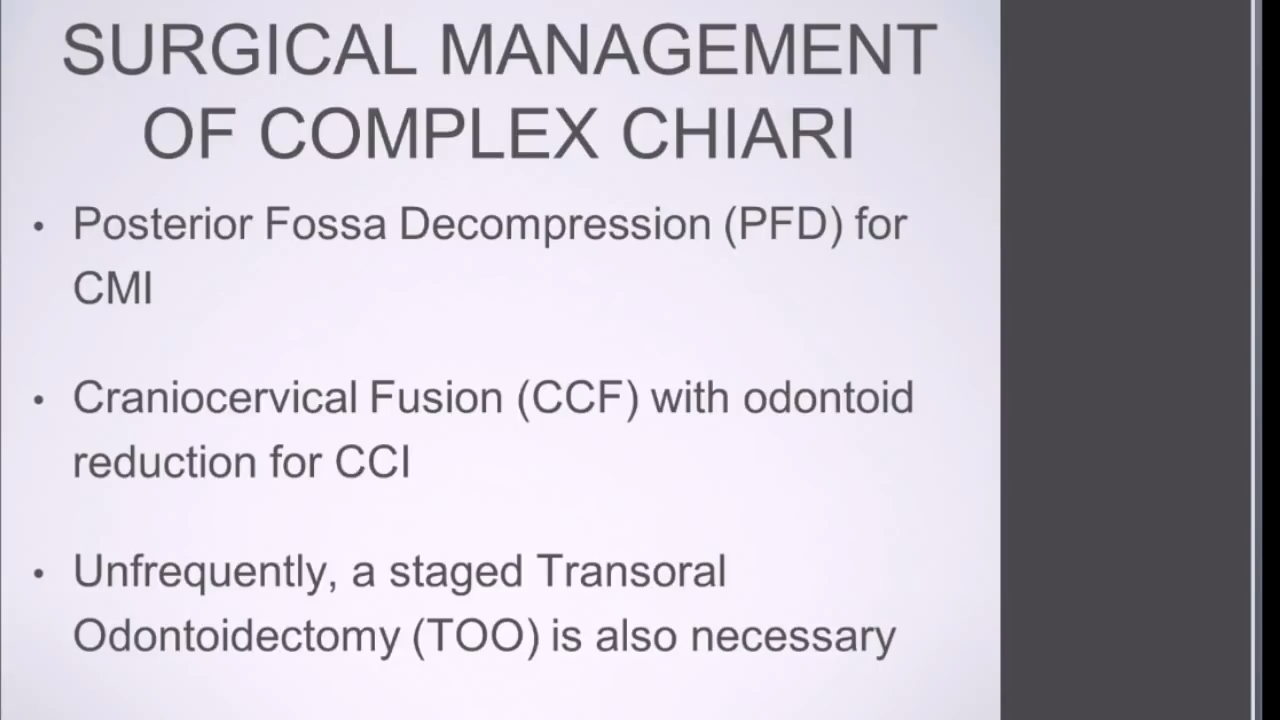 SURGICAL MANAGEMENT
OF COMPLEX CHIARI
• Posterior Fossa Decompression (PFD) for
CMI
• Craniocervical Fusion (CCF) with odontoid
reduction for CCI
• Unfrequently, a staged Transoral
Odontoidectomy (TOO) is also necessary